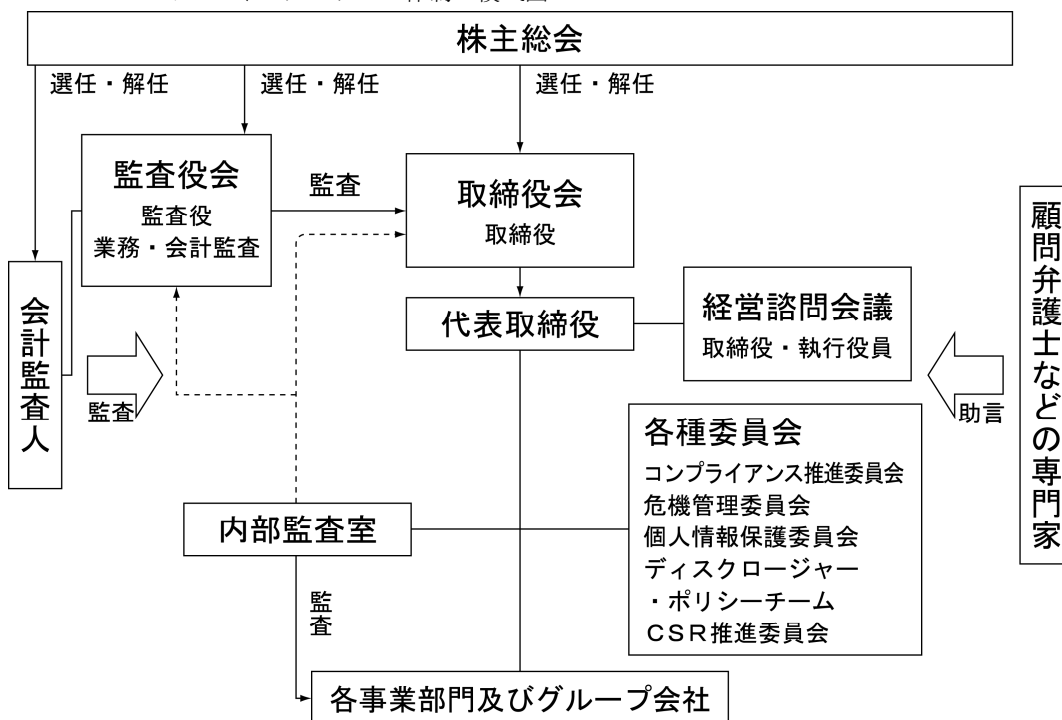 株主総会
選任・解任
選任・解任
選任・解任
監査役会
監査役
業務・会計監査
監査
取締役会
取締役
会計監査人
監査
代表取締役
経営諮問会議
取締役・執行役員
助言
顧問弁護士などの専門家
各種委員会
コンプライアンス推進委員会
危機管理委員会
個人情報保護委員会
ディスクロージャー
・ポリシーチーム
CSR推進委員会
内部監査室
監査
各事業部門及びグループ会社